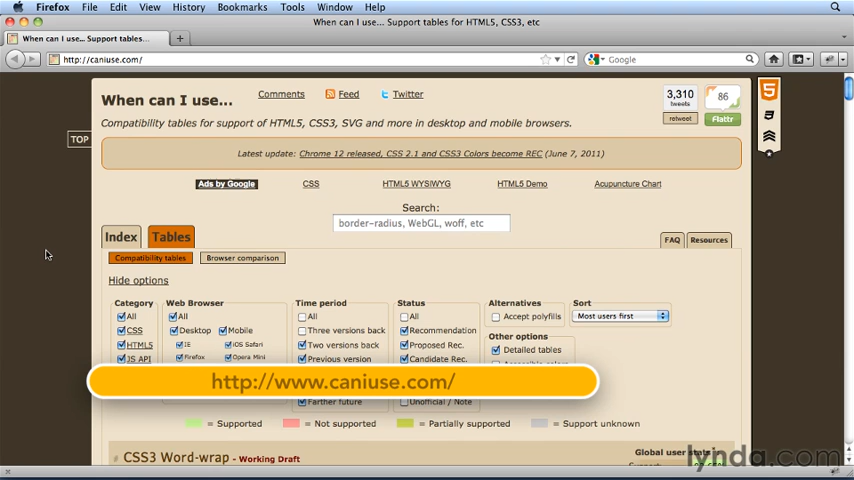 Firefox File Edit View History Bookmarks Tools Window Help
When can I use... Support tables for HTML5, CSS3, etc
When can I use... Support tables...
http://caniuse.com/
Google
When can I use...
Comments Feed Twitter
3,310
tweets
retweet
86
Flattr
Compatibility tables for support of HTML5, CSS3, SVG and more in desktop and mobile browsers.
TOP
Latest update: Chrome 12 released, CSS 2.1 and CSS3 Colors become REC (June 7, 2011)
Ads by Google CSS HTML5 WYSIWYG HTML5 Demo Acupuncture Chart
Search:
border-radius, WebGL, woff, etc
Index Tables
FAQ Resources
Compatibility tables Browser comparison
Hide options
Category Web Browser Time period Status Alternatives Sort
All All All All Accept polyfills Most users first
CSS Desktop Mobile Three versions back Recommendation
Other options
HTML5 IE iOS Safari Two versions back Proposed Rec. Detailed tables
JS API Firefox Opera Mini Previous version Candidate Rec.
http://www.caniuse.com/
Farther future Unofficial / Note
= Supported = Not supported = Partially supported = Support unknown
# CSS3 Word-wrap - Working Draft
Global user stats
lynda.com